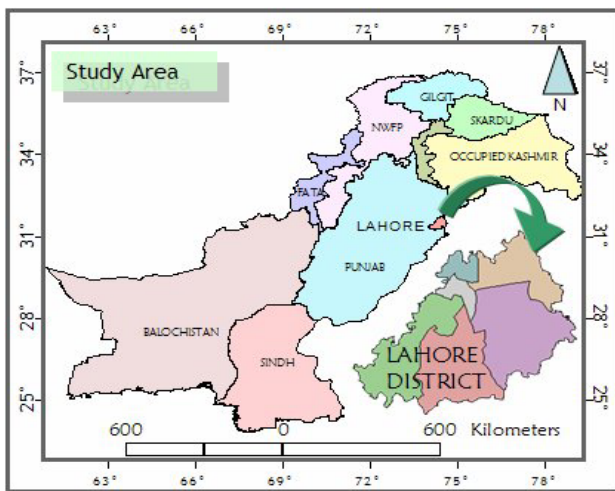 63° 66° 69° 72° 75° 78°
Study Area
N
37° 37°
GILGIT
NWFP
SKARDU
34° 34°
OCCUPIED KASHMIR
FATA
LAHORE
31° 31°
PUNJAB
28° 28°
BALOCHISTAN
SINDH
LAHORE
DISTRICT
25° 25°
600 0 600 Kilometers
63° 66° 69° 72° 75° 78°